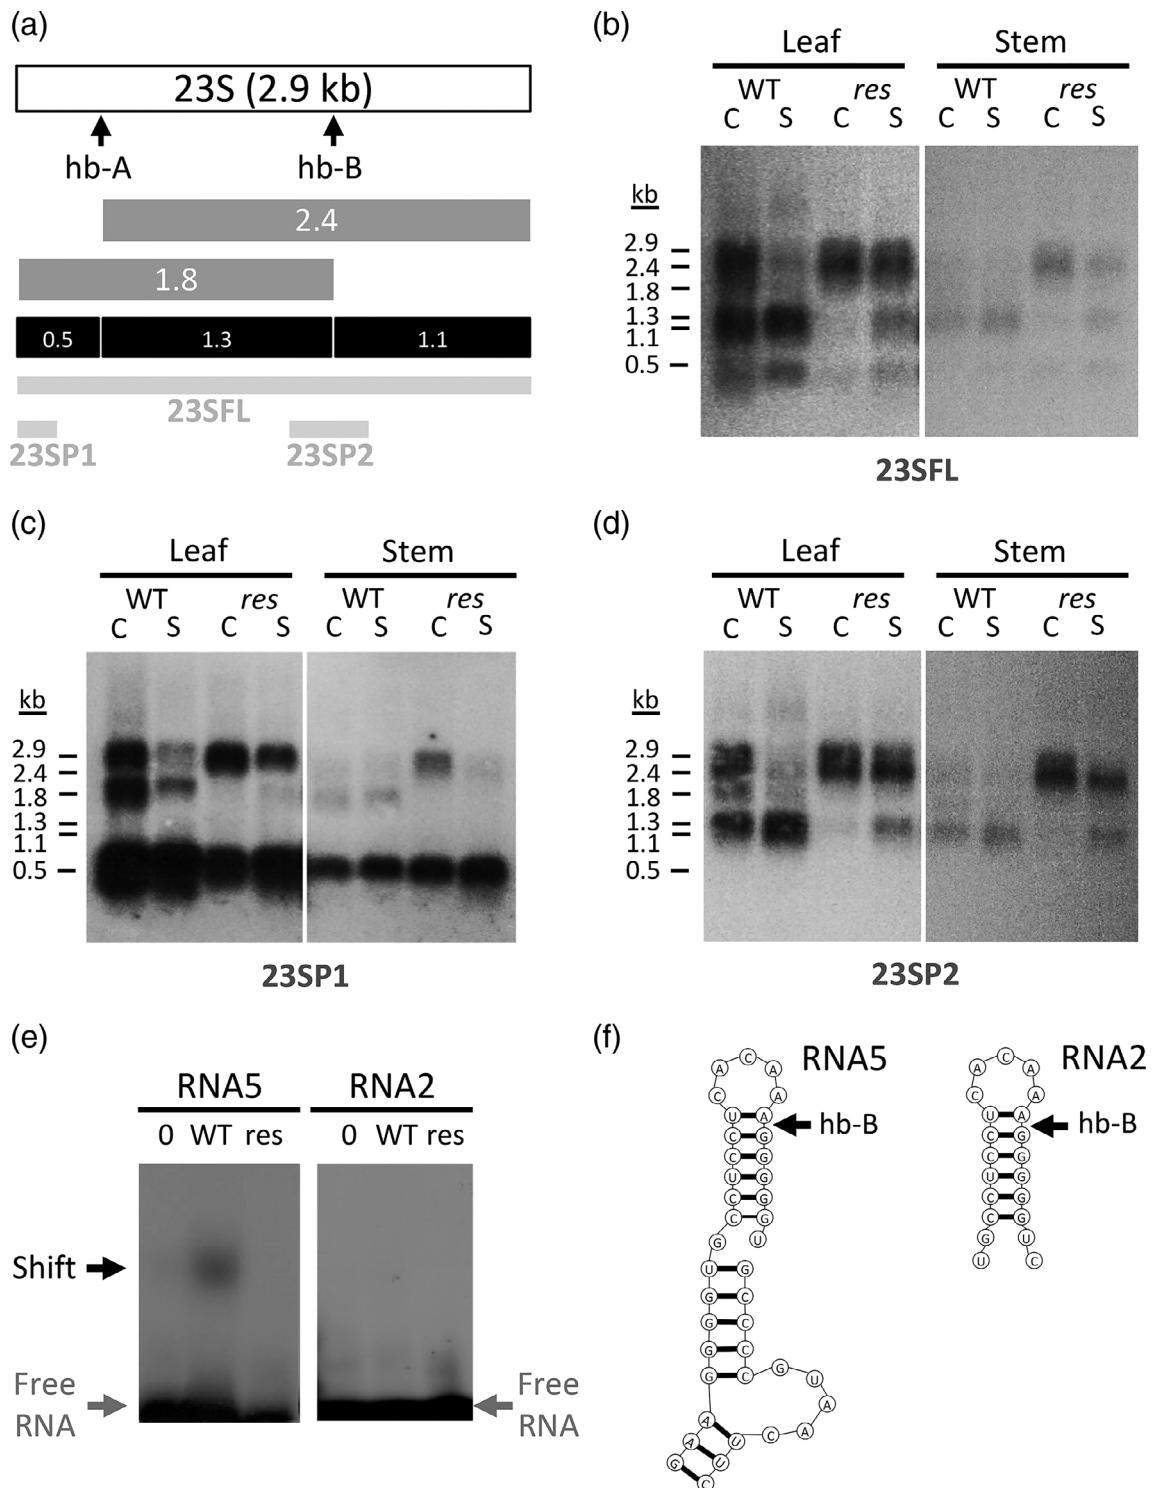 (a)
23S (2.9 kb)
hb-A
hb-B
2.4
1.8
0.5
1.3
1.1
23SFL
23SP1
23SP2
(b)
Leaf
Stem
WT
res
WT
res
C
S
C
S
C
S
C
S
kb
2.9
2.4
1.8
1.3
1.1
0.5
23SFL
(c)
Leaf
Stem
WT
res
WT
res
C
S
C
S
C
S
C
S
kb
2.9
2.4
1.8
1.3
1.1
0.5
23SP1
(d)
Leaf
Stem
WT
res
WT
res
C
S
C
S
C
S
C
S
kb
2.9
2.4
1.8
1.3
1.1
0.5
23SP2
(e)
RNA5
RNA2
0 WT res
0 WT res
Shift
Free
RNA
Free
RNA
(f)
RNA5
hb-B
RNA2
hb-B